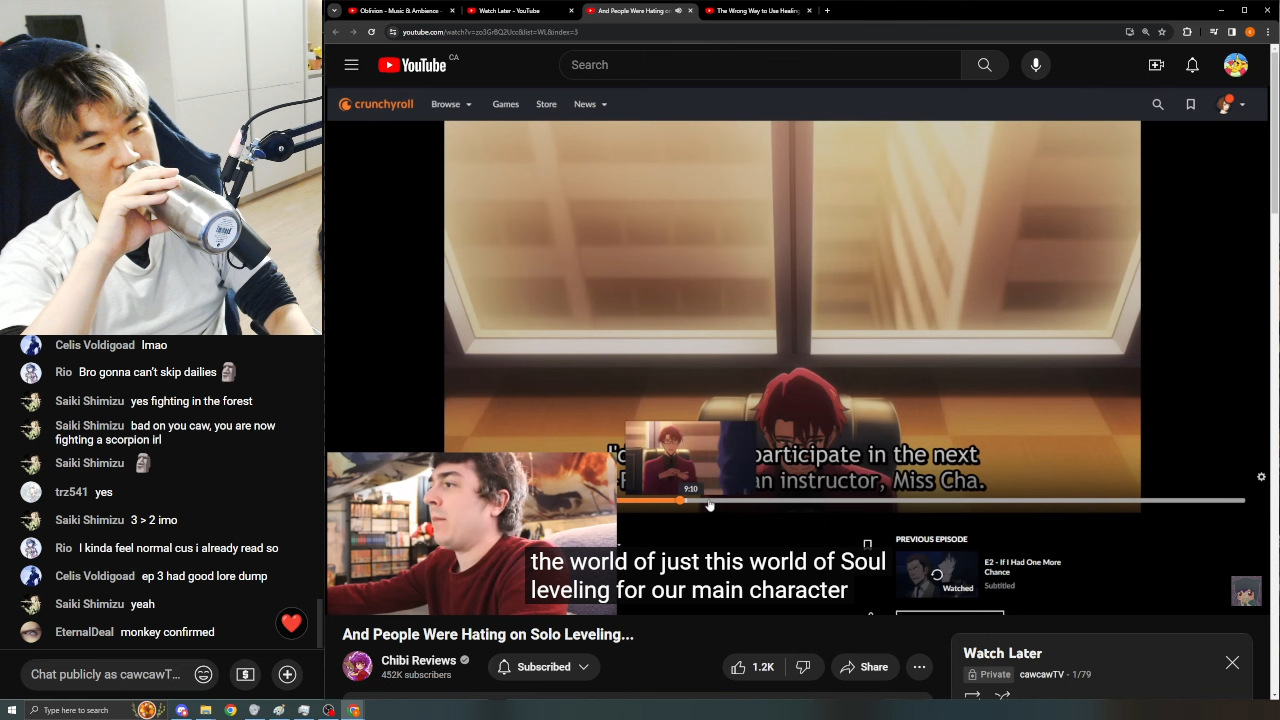 Oblivion - Music & Ambience -
Watch Later - YouTube
And People Were Hating on
The Wrong Way to Use Healing
youtube.com/watch?v=zo3GrBQ2Ucc&list=WL&index=3
YouTube CA
Search
crunchyroll
Browse
Games
Store
News
participate in the next
an instructor, Miss Cha.
9:10
the world of just this world of Soul
leveling for our main character
PREVIOUS EPISODE
E2 - If I Had One More
Chance
Watched
Subtitled
And People Were Hating on Solo Leveling...
Chibi Reviews
452K subscribers
Subscribed
1.2K
Share
Watch Later
Private
cawcawTV - 1/79
Celis Voldigoad lmao
Rio Bro gonna can't skip dailies
Saiki Shimizu yes fighting in the forest
Saiki Shimizu bad on you caw, you are now
fighting a scorpion irl
Saiki Shimizu
trz541 yes
Saiki Shimizu 3 > 2 imo
Rio I kinda feel normal cus i already read so
Celis Voldigoad ep 3 had good lore dump
Saiki Shimizu yeah
EternalDeal monkey confirmed
Chat publicly as cawcawT...
Type here to search